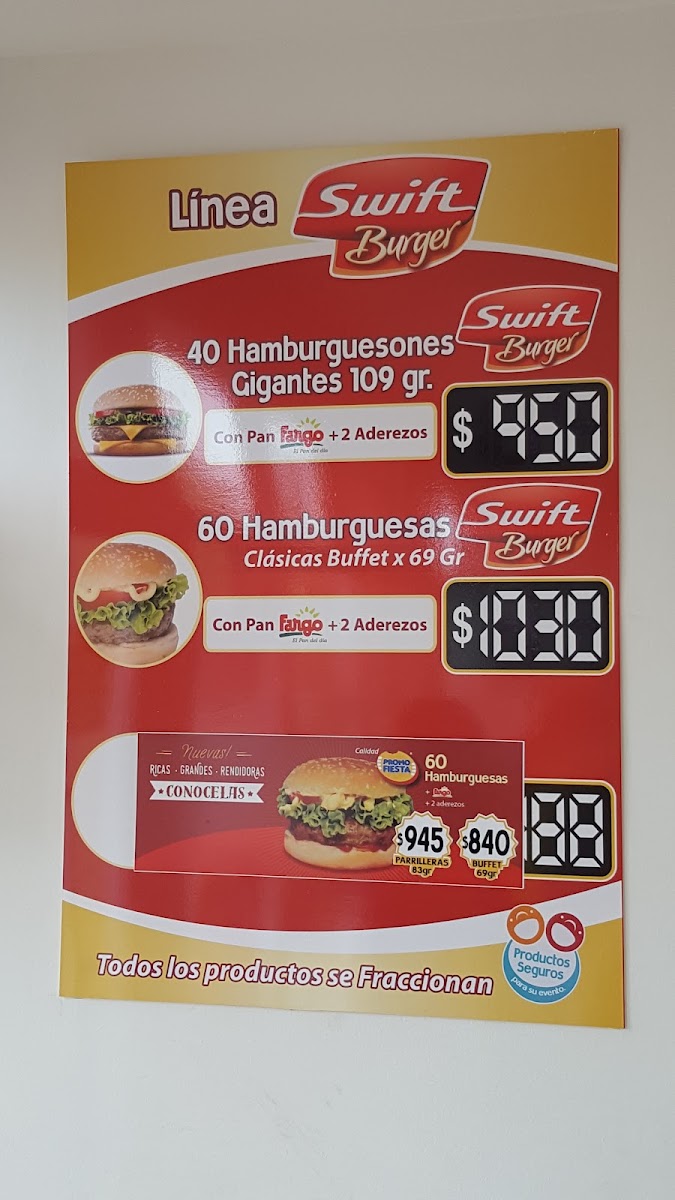 Línea Swift Burger
Swift Burger
40 Hamburguesones
Gigantes 109 gr.
Con Pan Fargo + 2 Aderezos
El Pan del día
$ 950
Swift Burger
60 Hamburguesas
Clásicas Buffet x 69 Gr
Con Pan Fargo + 2 Aderezos
El Pan del día
$ 1030
Nuevas!
RICAS - GRANDES - RENDIDORAS
CONOCELAS
Calidad
PROMO FIESTA
60
Hamburguesas
+ Fargo
+ 2 aderezos
$945
PARRILLERAS
83gr
$840
BUFFET
69gr
Todos los productos se Fraccionan
Productos
Seguros
para su evento.